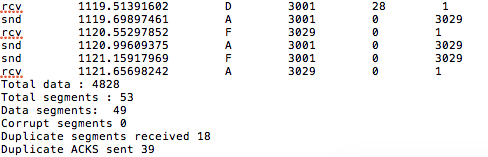 rcv 1119.51391602 D 3001 28 1
snd 1119.69897461 A 3001 0 3029
rcv 1120.55297852 F 3029 0 1
snd 1120.99609375 A 3001 0 3029
snd 1121.15917969 F 3001 0 3029
rcv 1121.65698242 A 3029 0 1
Total data : 4828
Total segments : 53
Data segments: 49
Corrupt segments 0
Duplicate segments received 18
Duplicate ACKS sent 39